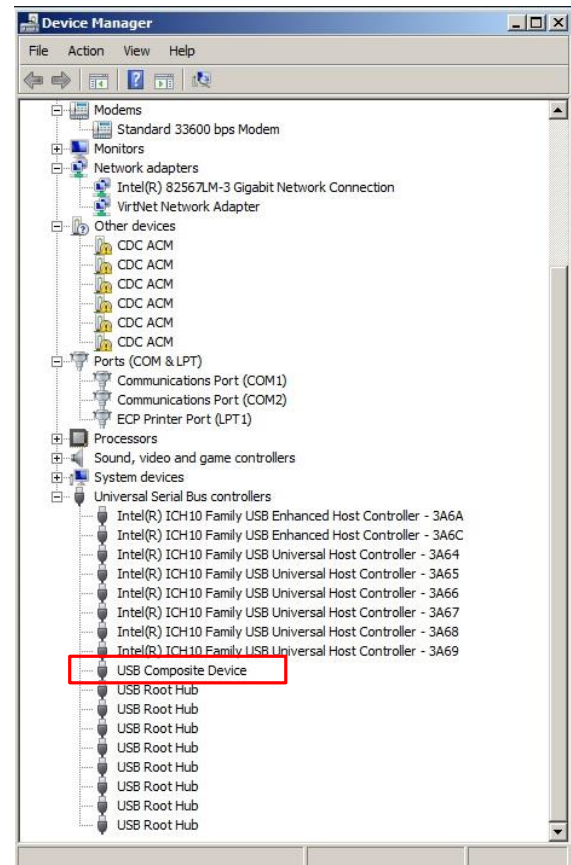 Device Manager
File Action View Help
Modems
Standard 33600 bps Modem
Monitors
Network adapters
Intel(R) 82567LM-3 Gigabit Network Connection
VirtNet Network Adapter
Other devices
CDC ACM
CDC ACM
CDC ACM
CDC ACM
CDC ACM
CDC ACM
Ports (COM & LPT)
Communications Port (COM1)
Communications Port (COM2)
ECP Printer Port (LPT1)
Processors
Sound, video and game controllers
System devices
Universal Serial Bus controllers
Intel(R) ICH10 Family USB Enhanced Host Controller - 3A6A
Intel(R) ICH10 Family USB Enhanced Host Controller - 3A6C
Intel(R) ICH10 Family USB Universal Host Controller - 3A64
Intel(R) ICH10 Family USB Universal Host Controller - 3A65
Intel(R) ICH10 Family USB Universal Host Controller - 3A66
Intel(R) ICH10 Family USB Universal Host Controller - 3A67
Intel(R) ICH10 Family USB Universal Host Controller - 3A68
Intel(R) ICH10 Family USB Universal Host Controller - 3A69
USB Composite Device
USB Root Hub
USB Root Hub
USB Root Hub
USB Root Hub
USB Root Hub
USB Root Hub
USB Root Hub
USB Root Hub